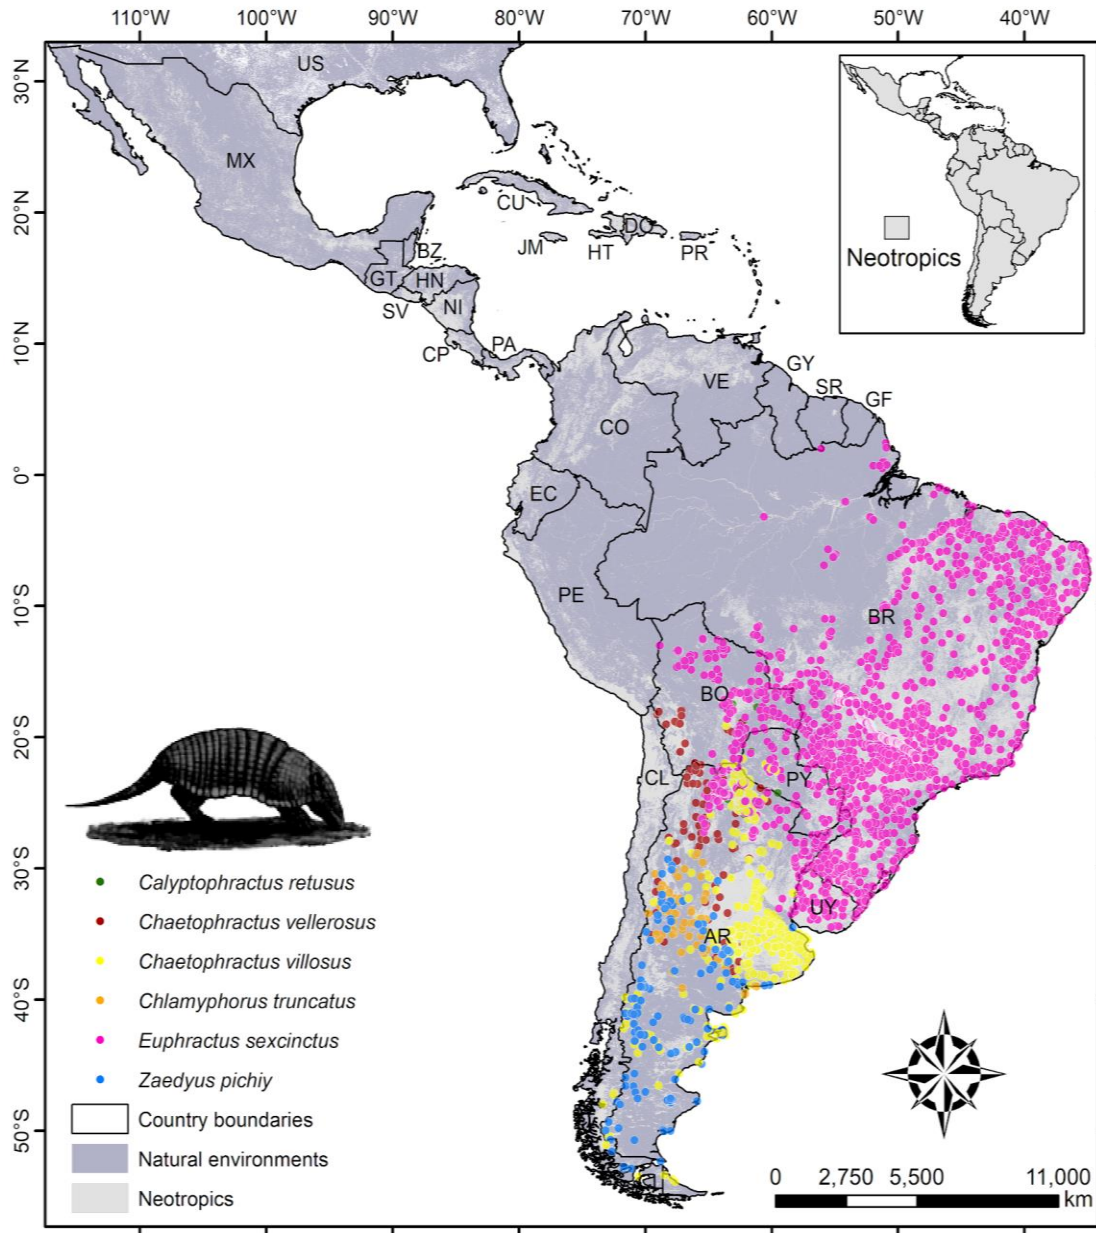 110°W 100°W 90°W 80°W 70°W 60°W 50°W 40°W
30°N
20°N
10°N
0°
10°S
20°S
30°S
40°S
50°S
US
MX
CU
DO
JM
HT
PR
BZ
GT
HN
SV
NI
CP
PA
VE
GY
SR
GF
CO
EC
PE
BR
BO
CL
PY
UY
AR
Neotropics
Calyptophractus retusus
Chaetophractus vellerosus
Chaetophractus villosus
Chlamyphorus truncatus
Euphractus sexcinctus
Zaedyus pichiy
Country boundaries
Natural environments
Neotropics
0 2,750 5,500 11,000
km